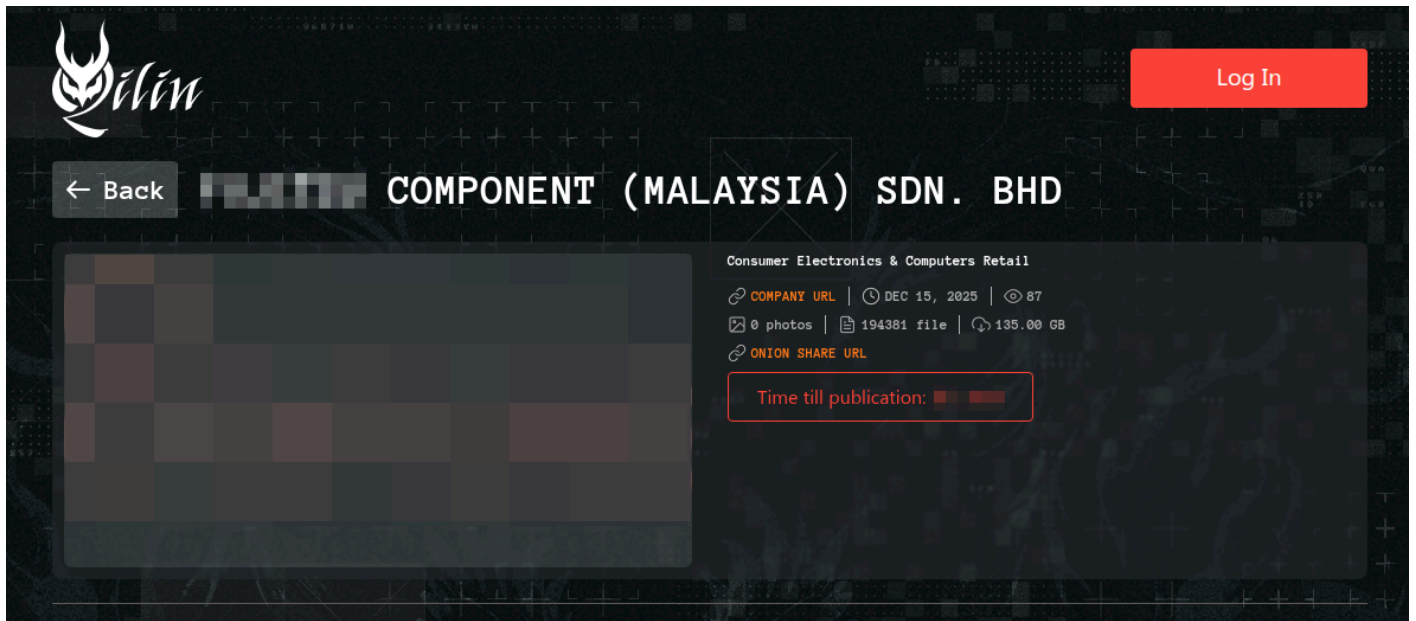 Qilin
Log In
← Back
COMPONENT (MALAYSIA) SDN. BHD
Consumer Electronics & Computers Retail
COMPANY URL | DEC 15, 2025 | 87
0 photos | 194381 file | 135.00 GB
ONION SHARE URL
Time till publication: